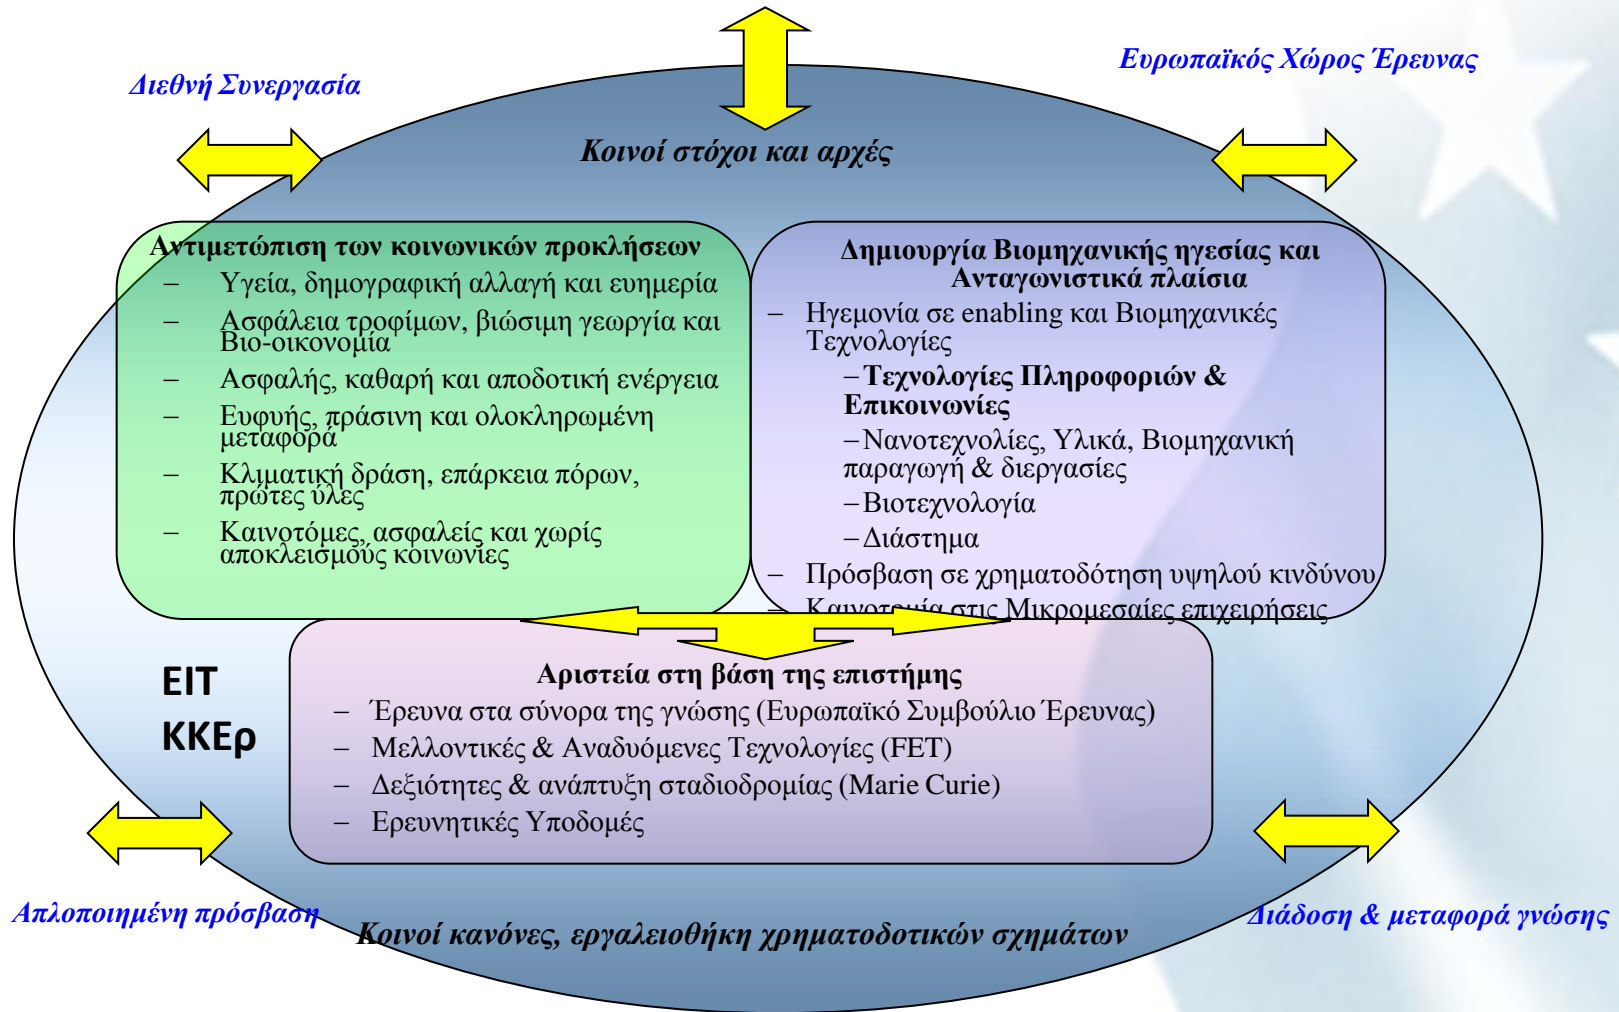 Διεθνή Συνεργασία
Ευρωπαϊκός Χώρος Έρευνας
Κοινοί στόχοι και αρχές
Αντιμετώπιση των κοινωνικών προκλήσεων
– Υγεία, δημογραφική αλλαγή και ευημερία
– Ασφάλεια τροφίμων, βιώσιμη γεωργία και
Βιο-οικονομία
– Ασφαλής, καθαρή και αποδοτική ενέργεια
– Ευφυής, πράσινη και ολοκληρωμένη
μεταφορά
– Κλιματική δράση, επάρκεια πόρων,
πρώτες ύλες
– Καινοτόμες, ασφαλείς και χωρίς
αποκλεισμούς κοινωνίες
Δημιουργία Βιομηχανικής ηγεσίας και
Ανταγωνιστικά πλαίσια
– Ηγεμονία σε enabling και Βιομηχανικές
Τεχνολογίες
– Τεχνολογίες Πληροφοριών &
Επικοινωνίες
– Νανοτεχνολίες, Υλικά, Βιομηχανική
παραγωγή & διεργασίες
– Βιοτεχνολογία
– Διάστημα
– Πρόσβαση σε χρηματοδότηση υψηλού κινδύνου
– Καινοτομία στις Μικρομεσαίες επιχειρήσεις
EIT
ΚΚΕρ
Αριστεία στη βάση της επιστήμης
– Έρευνα στα σύνορα της γνώσης (Ευρωπαϊκό Συμβούλιο Έρευνας)
– Μελλοντικές & Αναδυόμενες Τεχνολογίες (FET)
– Δεξιότητες & ανάπτυξη σταδιοδρομίας (Marie Curie)
– Ερευνητικές Υποδομές
Απλοποιημένη πρόσβαση
Διάδοση & μεταφορά γνώσης
Κοινοί κανόνες, εργαλειοθήκη χρηματοδοτικών σχημάτων